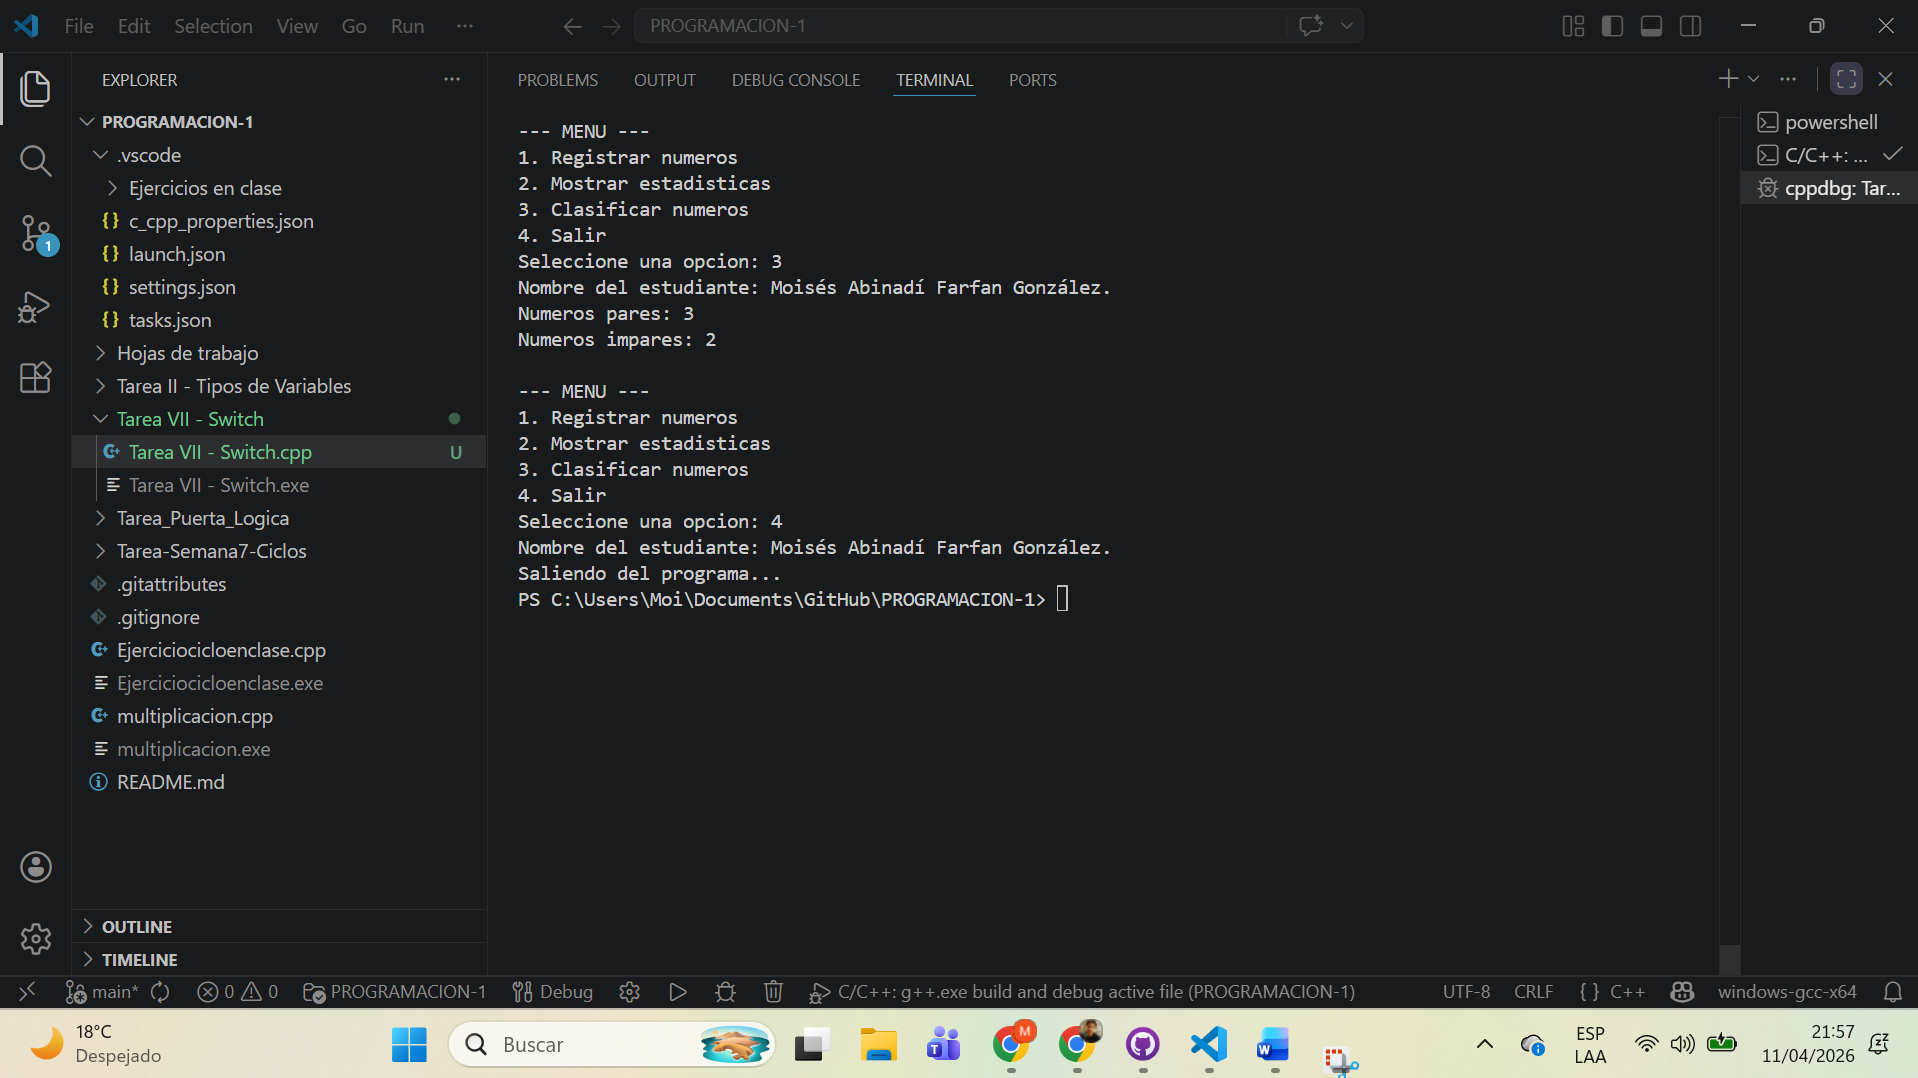 File Edit Selection View Go Run ···
PROGRAMACION-1
EXPLORER
PROGRAMACION-1
.vscode
Ejercicios en clase
{} c_cpp_properties.json
{} launch.json
{} settings.json
{} tasks.json
Hojas de trabajo
Tarea II - Tipos de Variables
Tarea VII - Switch
Tarea VII - Switch.cpp U
Tarea VII - Switch.exe
Tarea_Puerta_Logica
Tarea-Semana7-Ciclos
.gitattributes
.gitignore
Ejerciciocicloenclase.cpp
Ejerciciocicloenclase.exe
multiplicacion.cpp
multiplicacion.exe
README.md
OUTLINE
TIMELINE
1
PROBLEMS OUTPUT DEBUG CONSOLE TERMINAL PORTS
--- MENU ---
1. Registrar numeros
2. Mostrar estadisticas
3. Clasificar numeros
4. Salir
Seleccione una opcion: 3
Nombre del estudiante: Moisés Abinadí Farfan González.
Numeros pares: 3
Numeros impares: 2
--- MENU ---
1. Registrar numeros
2. Mostrar estadisticas
3. Clasificar numeros
4. Salir
Seleccione una opcion: 4
Nombre del estudiante: Moisés Abinadí Farfan González.
Saliendo del programa...
PS C:\Users\Moi\Documents\GitHub\PROGRAMACION-1>
powershell
C/C++: ...
cppdbg: Tar...
main* 0 0 PROGRAMACION-1 Debug C/C++: g++.exe build and debug active file (PROGRAMACION-1) UTF-8 CRLF {} C++ windows-gcc-x64
18°C
Despejado
Buscar
M
ESP
LAA
21:57
11/04/2026